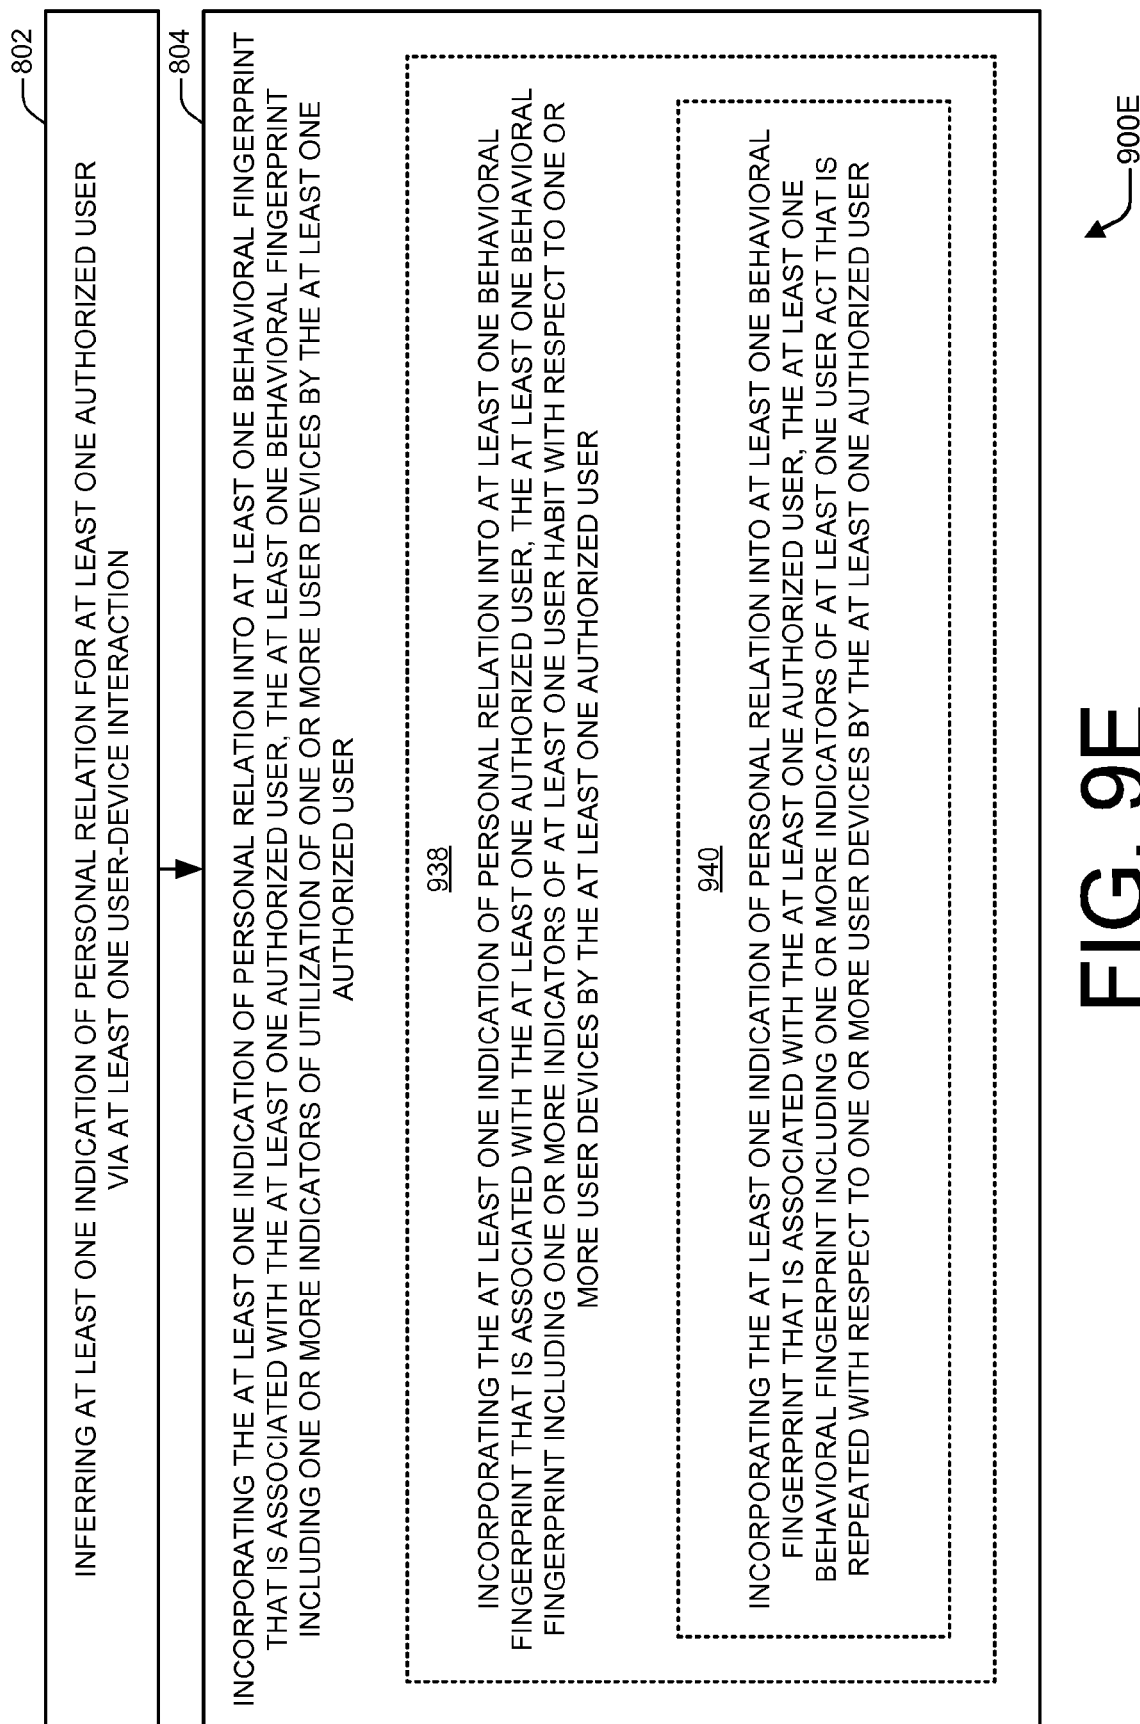 802
INFERRING AT LEAST ONE INDICATION OF PERSONAL RELATION FOR AT LEAST ONE AUTHORIZED USER
VIA AT LEAST ONE USER-DEVICE INTERACTION
804
INCORPORATING THE AT LEAST ONE INDICATION OF PERSONAL RELATION INTO AT LEAST ONE BEHAVIORAL FINGERPRINT
THAT IS ASSOCIATED WITH THE AT LEAST ONE AUTHORIZED USER, THE AT LEAST ONE BEHAVIORAL FINGERPRINT
INCLUDING ONE OR MORE INDICATORS OF UTILIZATION OF ONE OR MORE USER DEVICES BY THE AT LEAST ONE
AUTHORIZED USER
938
INCORPORATING THE AT LEAST ONE INDICATION OF PERSONAL RELATION INTO AT LEAST ONE BEHAVIORAL
FINGERPRINT THAT IS ASSOCIATED WITH THE AT LEAST ONE AUTHORIZED USER, THE AT LEAST ONE BEHAVIORAL
FINGERPRINT INCLUDING ONE OR MORE INDICATORS OF AT LEAST ONE USER HABIT WITH RESPECT TO ONE OR
MORE USER DEVICES BY THE AT LEAST ONE AUTHORIZED USER
940
INCORPORATING THE AT LEAST ONE INDICATION OF PERSONAL RELATION INTO AT LEAST ONE BEHAVIORAL
FINGERPRINT THAT IS ASSOCIATED WITH THE AT LEAST ONE AUTHORIZED USER, THE AT LEAST ONE
BEHAVIORAL FINGERPRINT INCLUDING ONE OR MORE INDICATORS OF AT LEAST ONE USER ACT THAT IS
REPEATED WITH RESPECT TO ONE OR MORE USER DEVICES BY THE AT LEAST ONE AUTHORIZED USER
900E
FIG. 9E